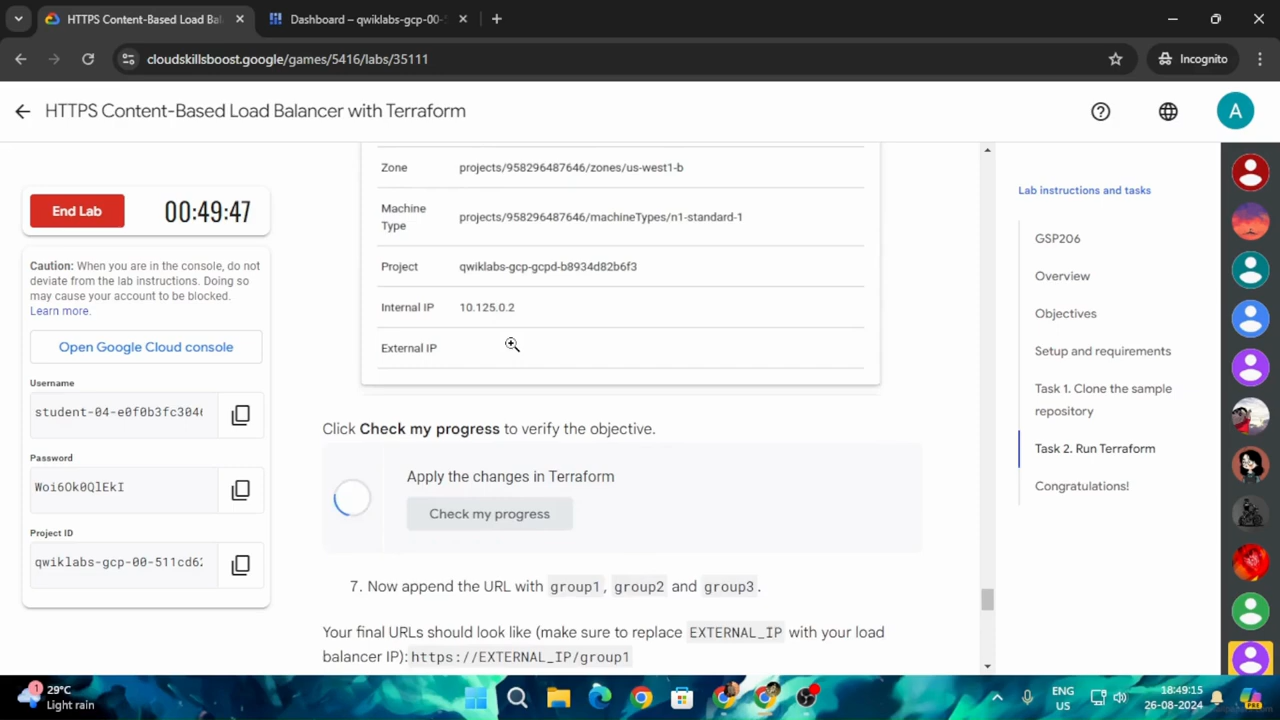 HTTPS Content-Based Load Bal
Dashboard – qwiklabs-gcp-00-
cloudskillsboost.google/games/5416/labs/35111
Incognito
HTTPS Content-Based Load Balancer with Terraform
A
End Lab
00:49:47
Caution: When you are in the console, do not
deviate from the lab instructions. Doing so
may cause your account to be blocked.
Learn more.
Open Google Cloud console
Username
student-04-e0f0b3fc304
Password
Woi6Ok0QlEkI
Project ID
qwiklabs-gcp-00-511cd6
Zone projects/958296487646/zones/us-west1-b
Machine
Type projects/958296487646/machineTypes/n1-standard-1
Project qwiklabs-gcp-gcpd-b8934d82b6f3
Internal IP 10.125.0.2
External IP
Click Check my progress to verify the objective.
Apply the changes in Terraform
Check my progress
7. Now append the URL with group1, group2 and group3.
Your final URLs should look like (make sure to replace EXTERNAL_IP with your load
balancer IP): https://EXTERNAL_IP/group1
Lab instructions and tasks
GSP206
Overview
Objectives
Setup and requirements
Task 1. Clone the sample
repository
Task 2. Run Terraform
Congratulations!
1
29°C
Light rain
ENG
US
18:49:15
26-08-2024
PRE